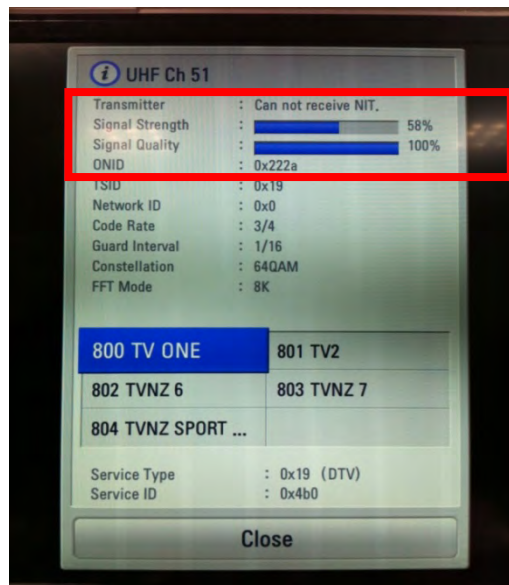 i UHF Ch 51
Transmitter : Can not receive NIT.
Signal Strength : 58%
Signal Quality : 100%
ONID : 0x222a
TSID : 0x19
Network ID : 0x0
Code Rate : 3/4
Guard Interval : 1/16
Constellation : 64QAM
FFT Mode : 8K
800 TV ONE 801 TV2
802 TVNZ 6 803 TVNZ 7
804 TVNZ SPORT ...
Service Type : 0x19 (DTV)
Service ID : 0x4b0
Close